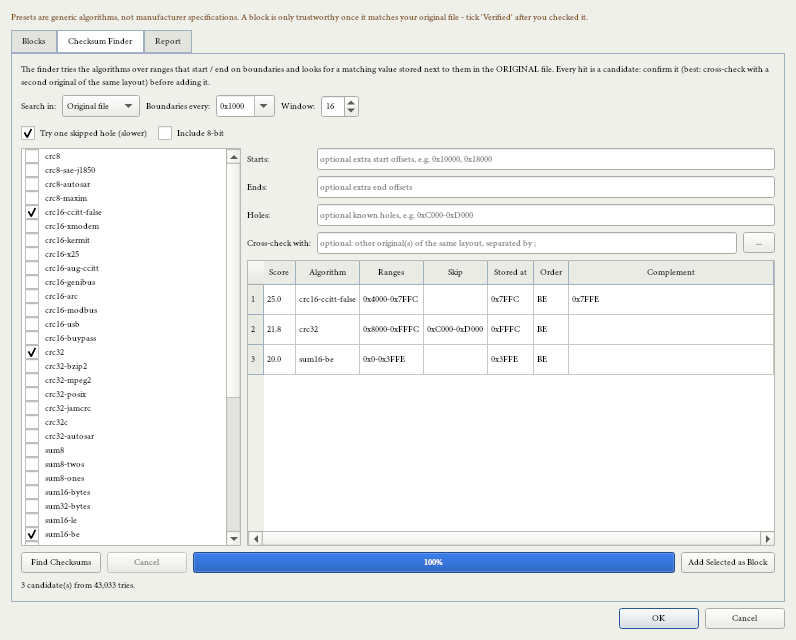 Presets are generic algorithms, not manufacturer specifications. A block is only trustworthy once it matches your original file - tick 'Verified' after you checked it.
Blocks Checksum Finder Report
The finder tries the algorithms over ranges that start / end on boundaries and looks for a matching value stored next to them in the ORIGINAL file. Every hit is a candidate: confirm it (best: cross-check with a
second original of the same layout) before adding it.
Search in: Original file Boundaries every: 0x1000 Window: 16
Try one skipped hole (slower) Include 8-bit
crc8
crc8-sae-j1850
crc8-autosar
crc8-maxim
crc16-ccitt-false
crc16-xmodem
crc16-kermit
crc16-x25
crc16-aug-ccitt
crc16-genibus
crc16-arc
crc16-modbus
crc16-usb
crc16-buypass
crc32
crc32-bzip2
crc32-mpeg2
crc32-posix
crc32-jamcrc
crc32c
crc32-autosar
sum8
sum8-twos
sum8-ones
sum16-bytes
sum32-bytes
sum16-le
sum16-be
Starts: optional extra start offsets, e.g. 0x10000, 0x18000
Ends: optional extra end offsets
Holes: optional known holes, e.g. 0xC000-0xD000
Cross-check with: optional: other original(s) of the same layout, separated by ; ...
Score Algorithm Ranges Skip Stored at Order Complement
1 25.0 crc16-ccitt-false 0x4000-0x7FFC 0x7FFC BE 0x7FFE
2 21.8 crc32 0x8000-0xFFFC 0xC000-0xD000 0xFFFC BE
3 20.0 sum16-be 0x0-0x3FFE 0x3FFE BE
Find Checksums Cancel 100% Add Selected as Block
3 candidate(s) from 43,033 tries.
OK Cancel